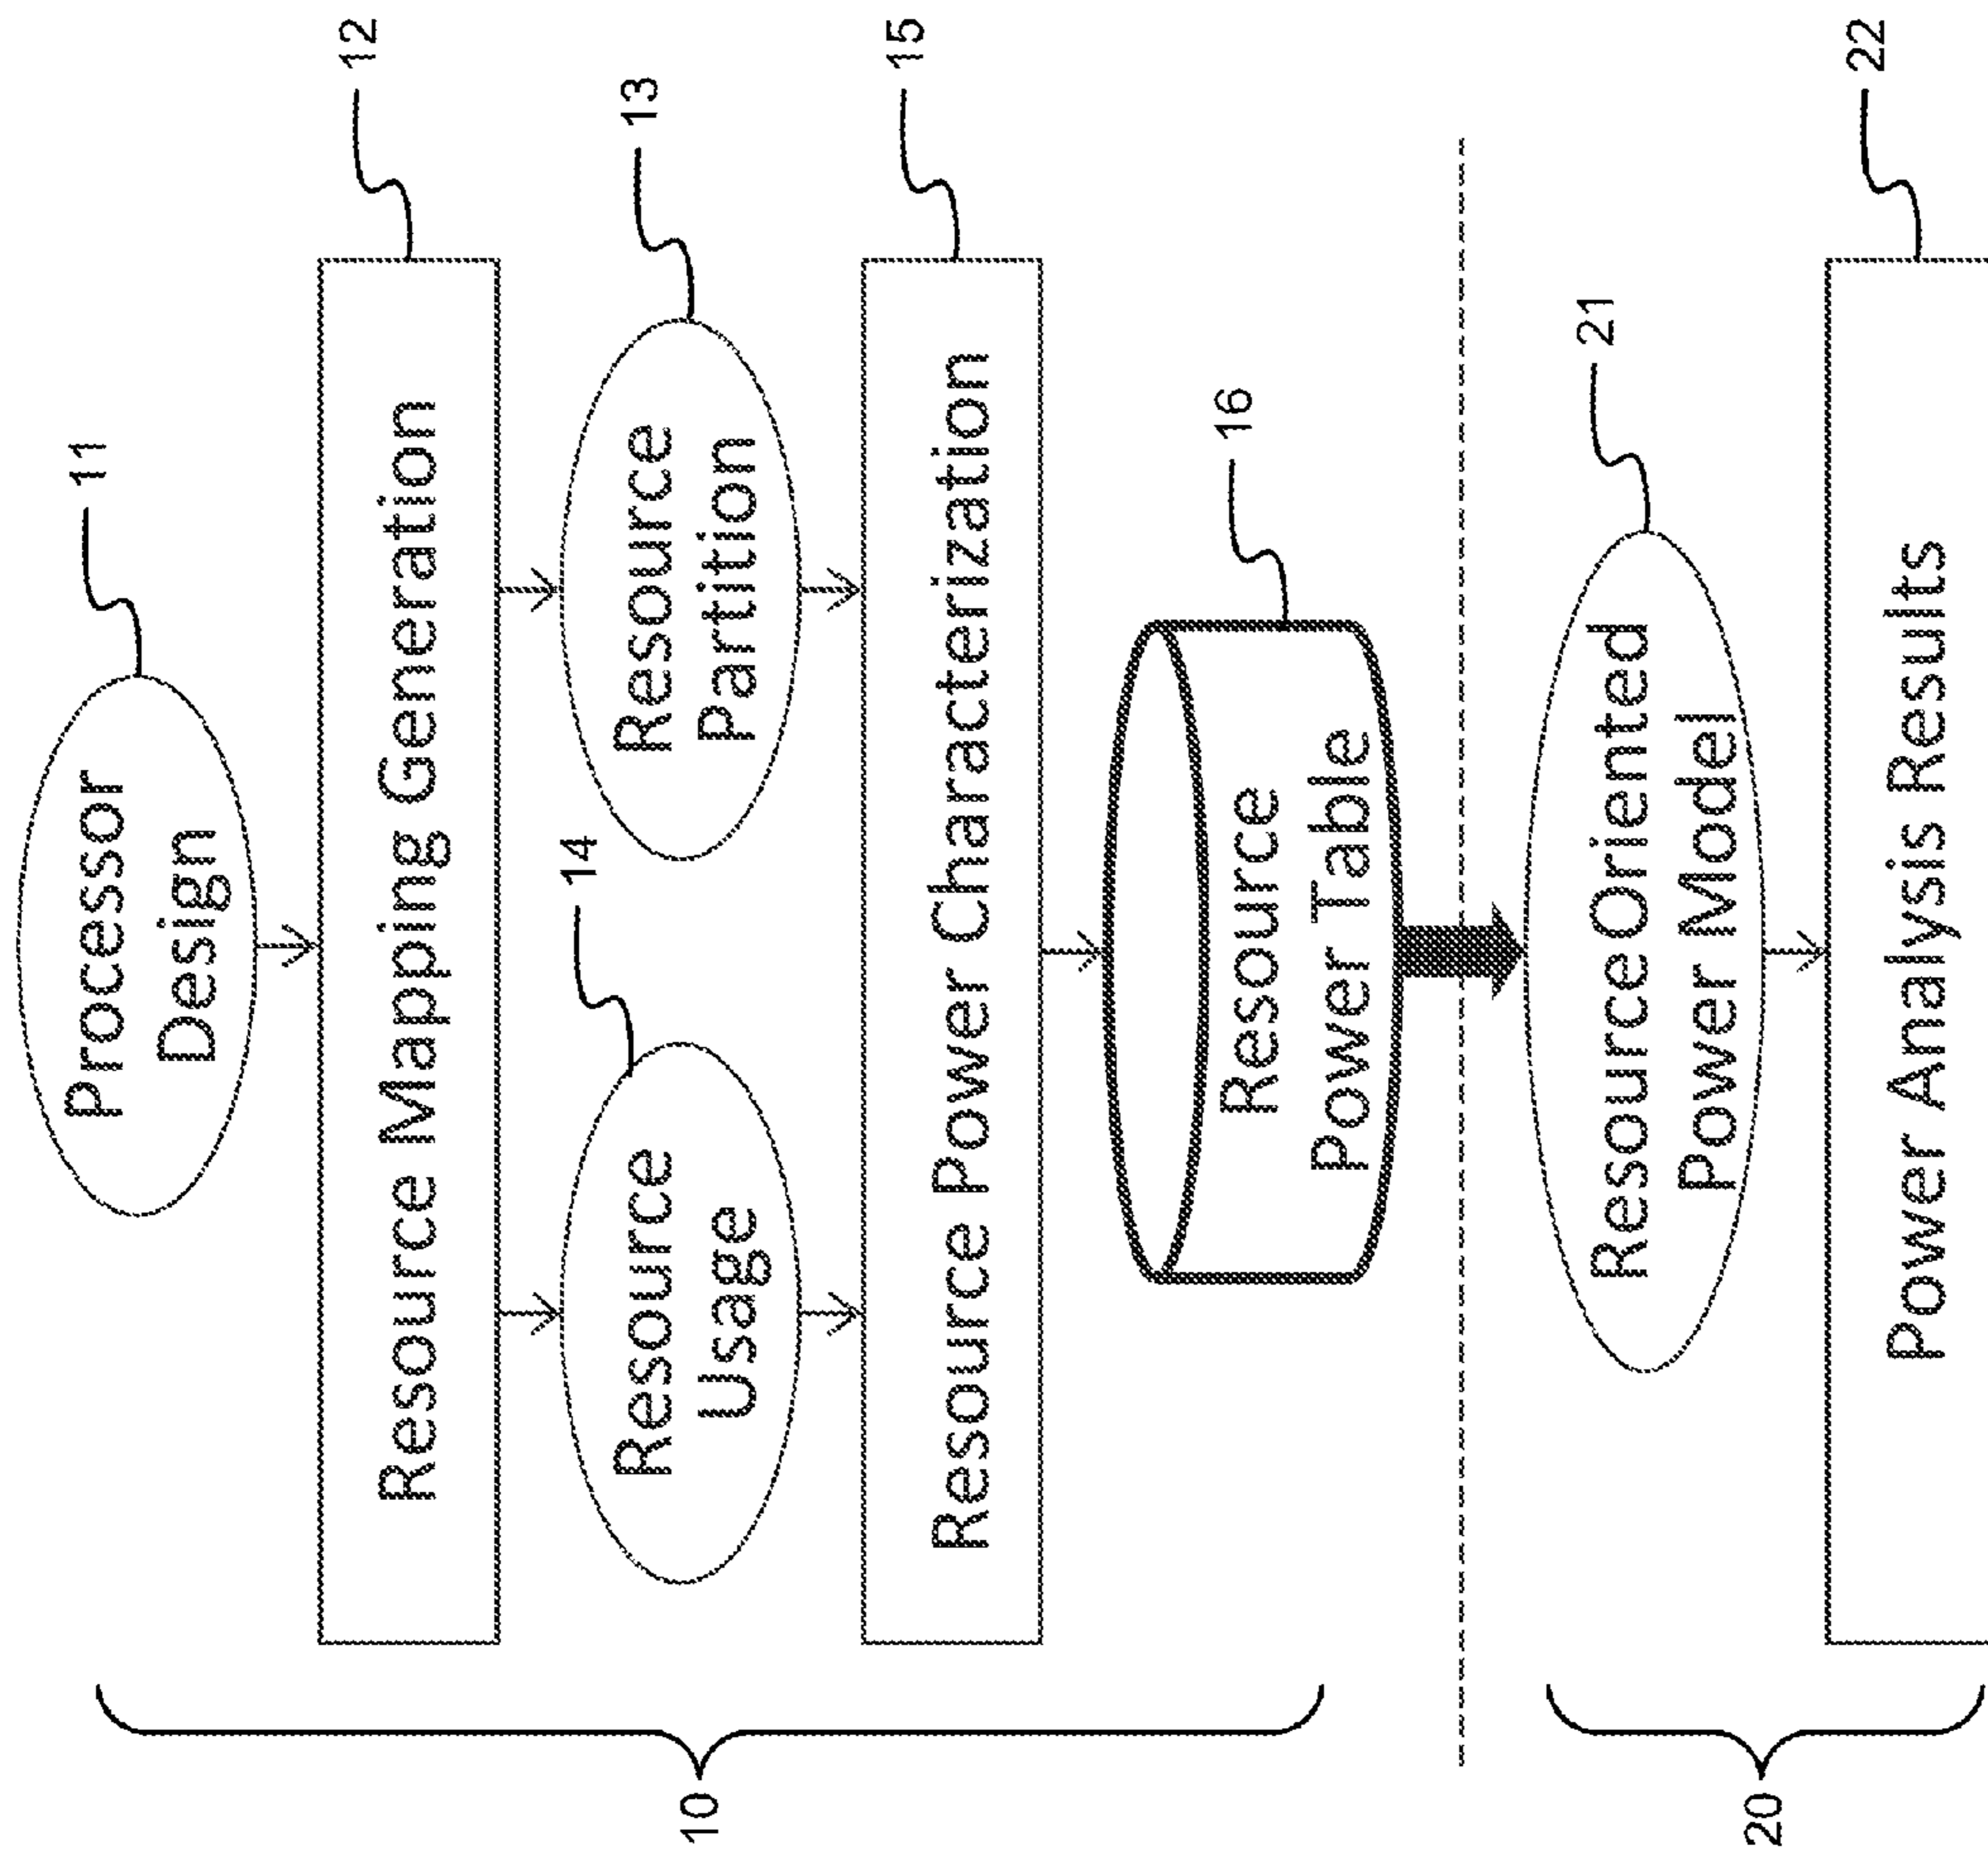 11
Processor
Design
12
Resource Mapping Generation
14
Resource
Usage
13
Resource
Partition
15
Resource Power Characterization
16
Resource
Power Table
10
21
Resource Oriented
Power Model
22
Power Analysis Results
20